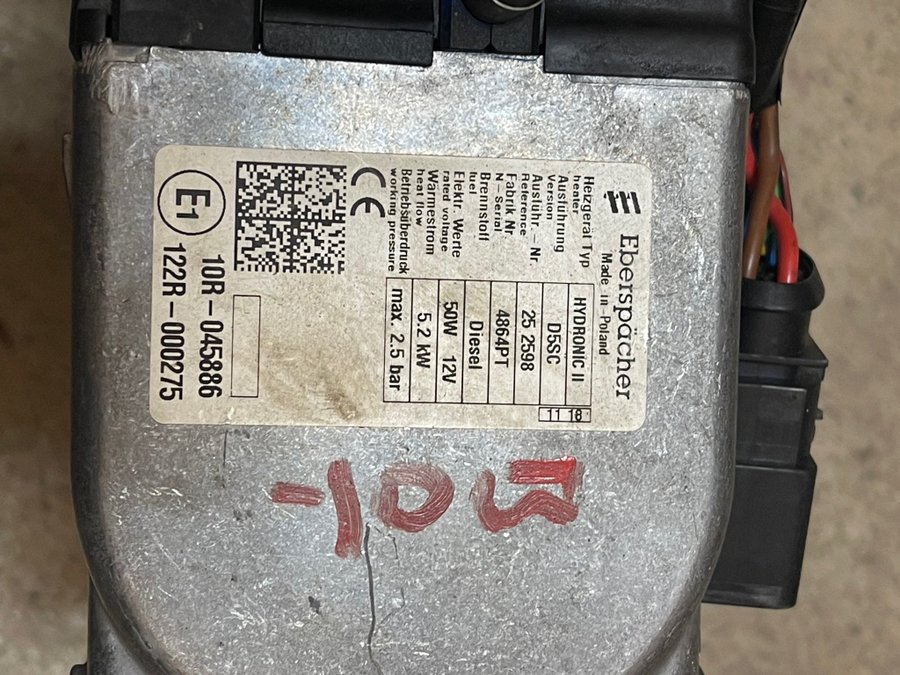 Eberspächer
Made in Poland
Heizgerät Typ
heater
HYDRONIC II
Ausführung
Version
D5SC
Ausführ. - Nr.
Reference
25 2598
Fabrik Nr.
N - Serial
4864PT
Brennstoff
fuel
Diesel
Elektr. Werte
rated voltage
50W 12V
Wärmestrom
heat flow
5.2 kW
Betriebsüberdruck
working pressure
max. 2.5 bar
11 18
CE
E1
10R-045886
122R-000275